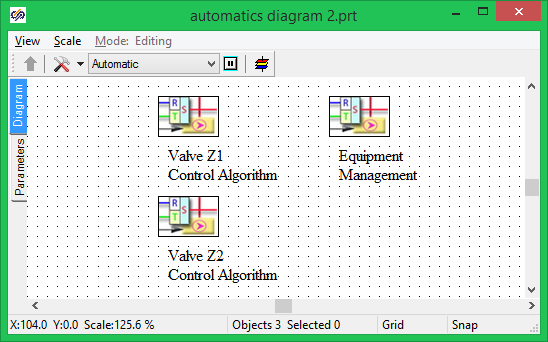 automatics diagram 2.prt
View Scale Mode: Editing
Automatic
Diagram
Parameters
R S T
R S T
Valve Z1
Control Algorithm
Equipment
Management
R S T
Valve Z2
Control Algorithm
X:104.0 Y:0.0 Scale:125.6 % Objects 3 Selected 0 Grid Snap